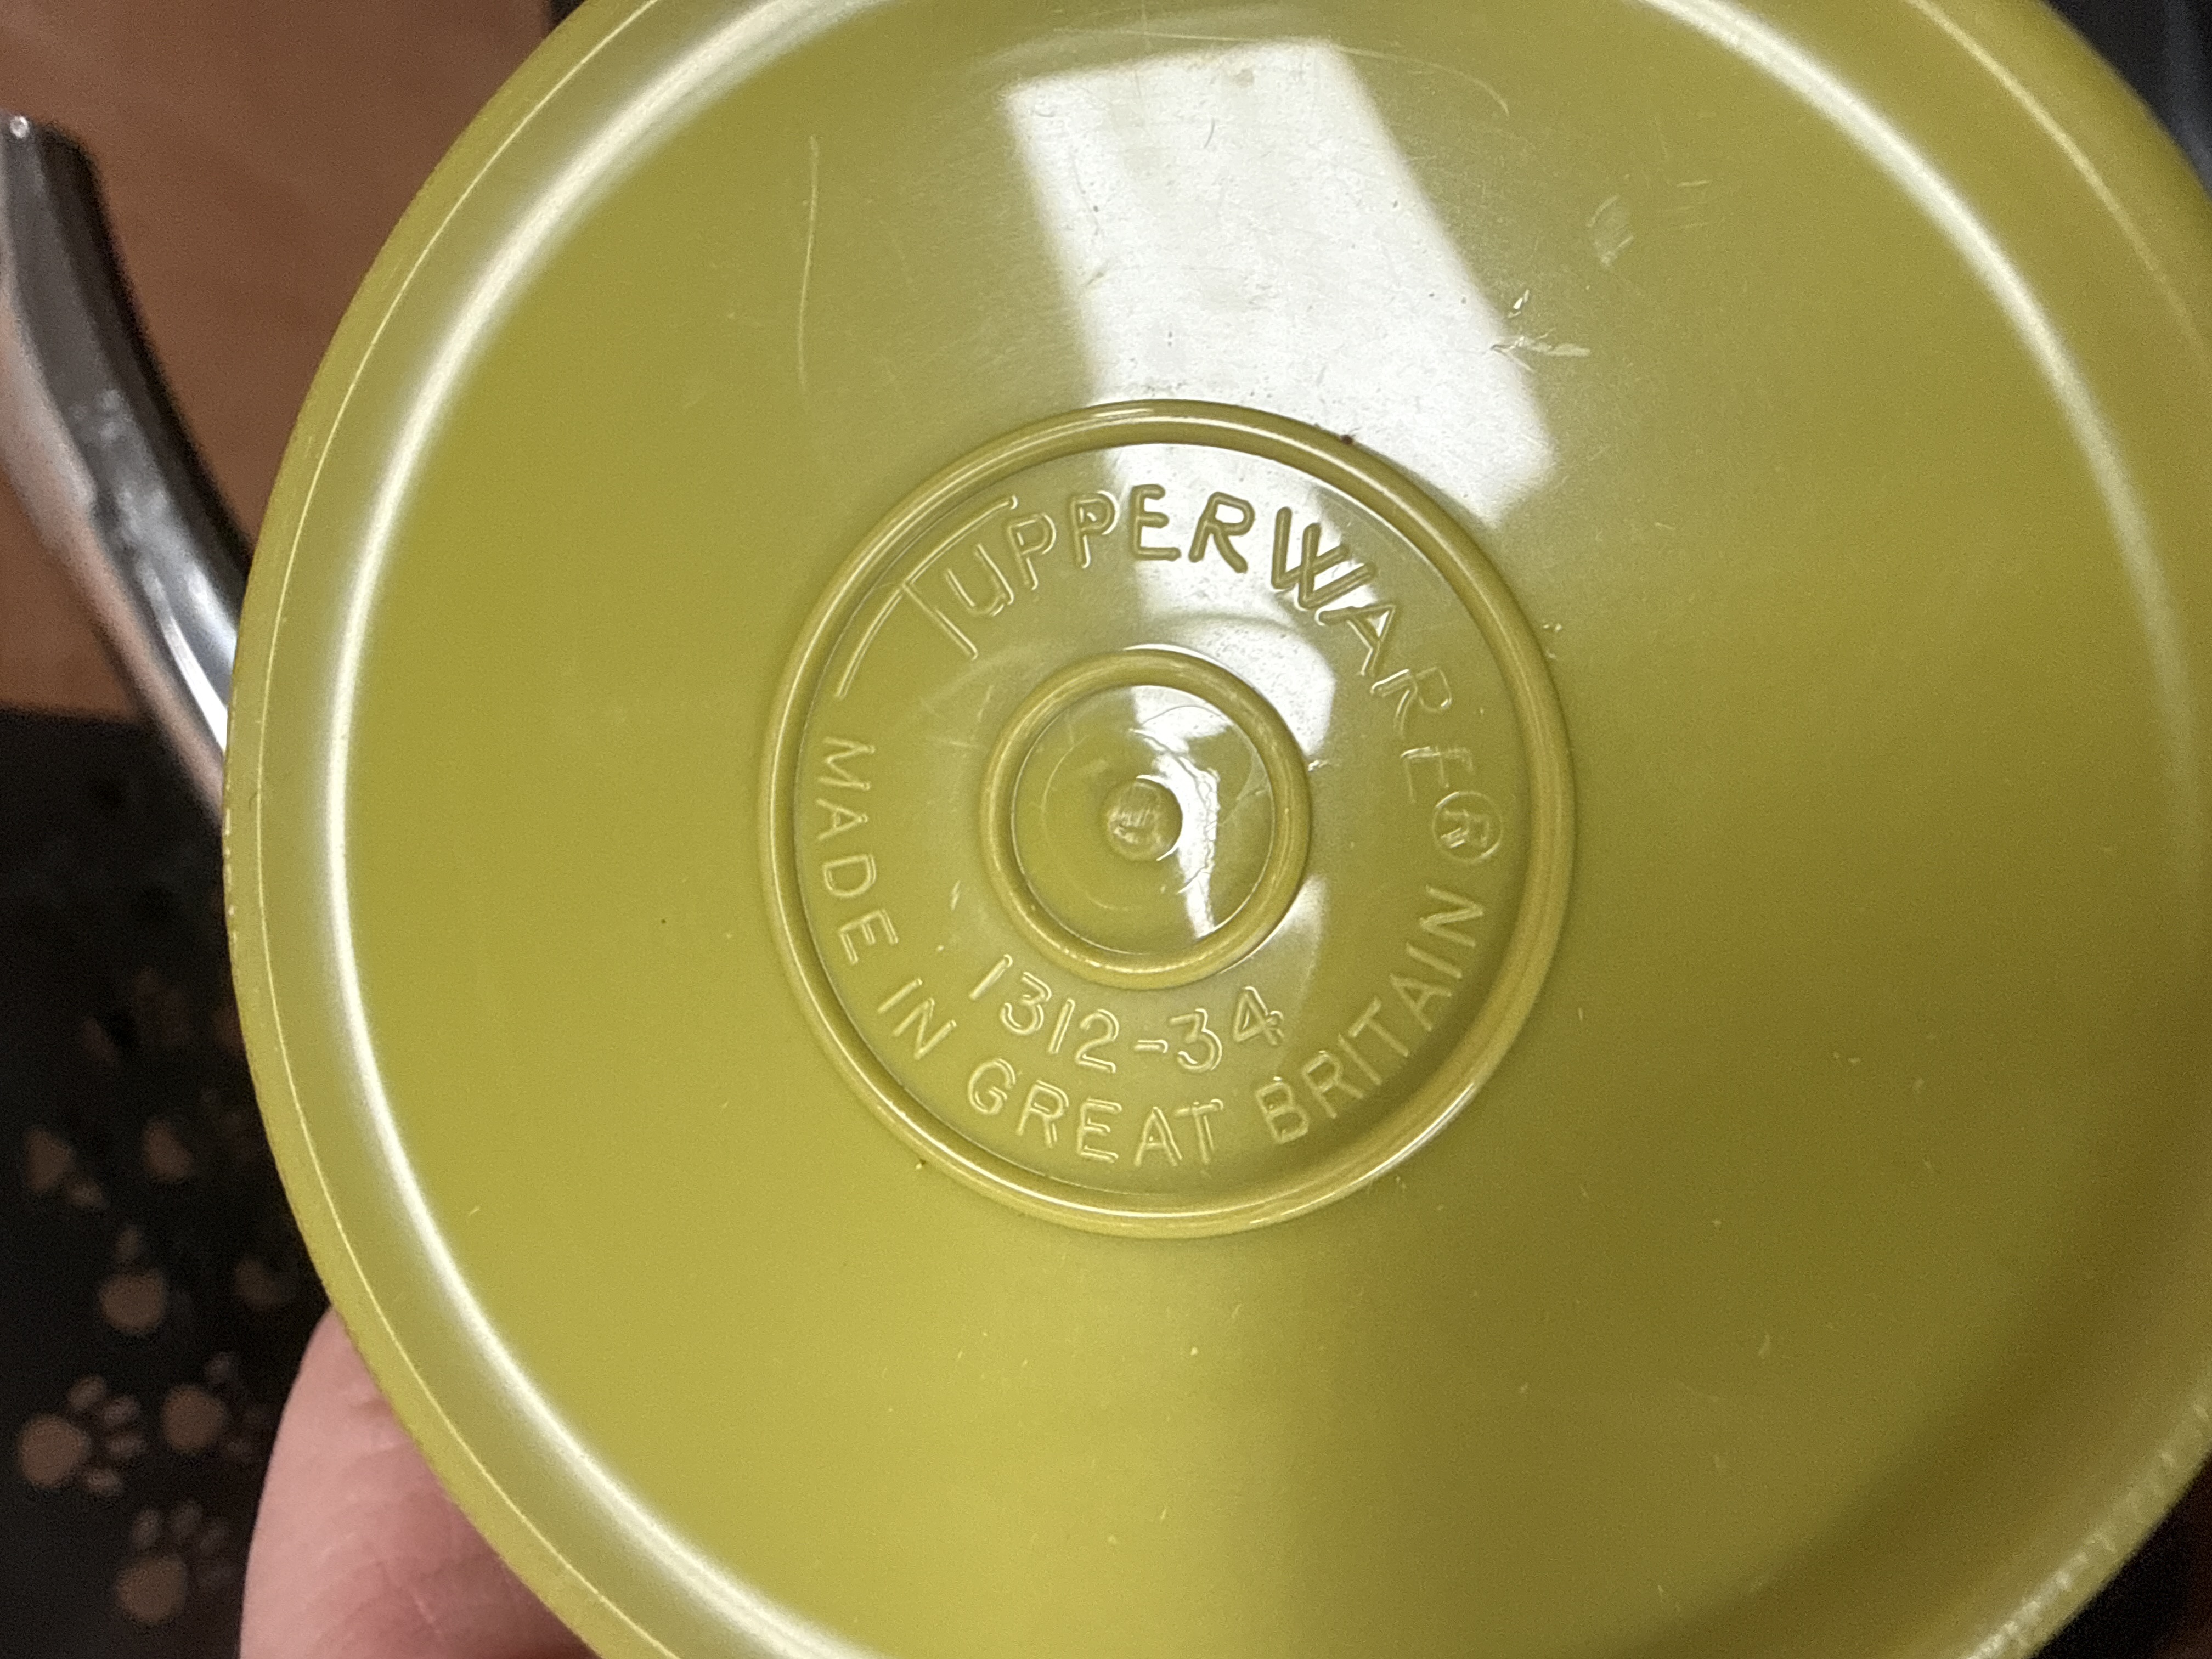 TUPPERWARE®
1312-34
MADE IN GREAT BRITAIN